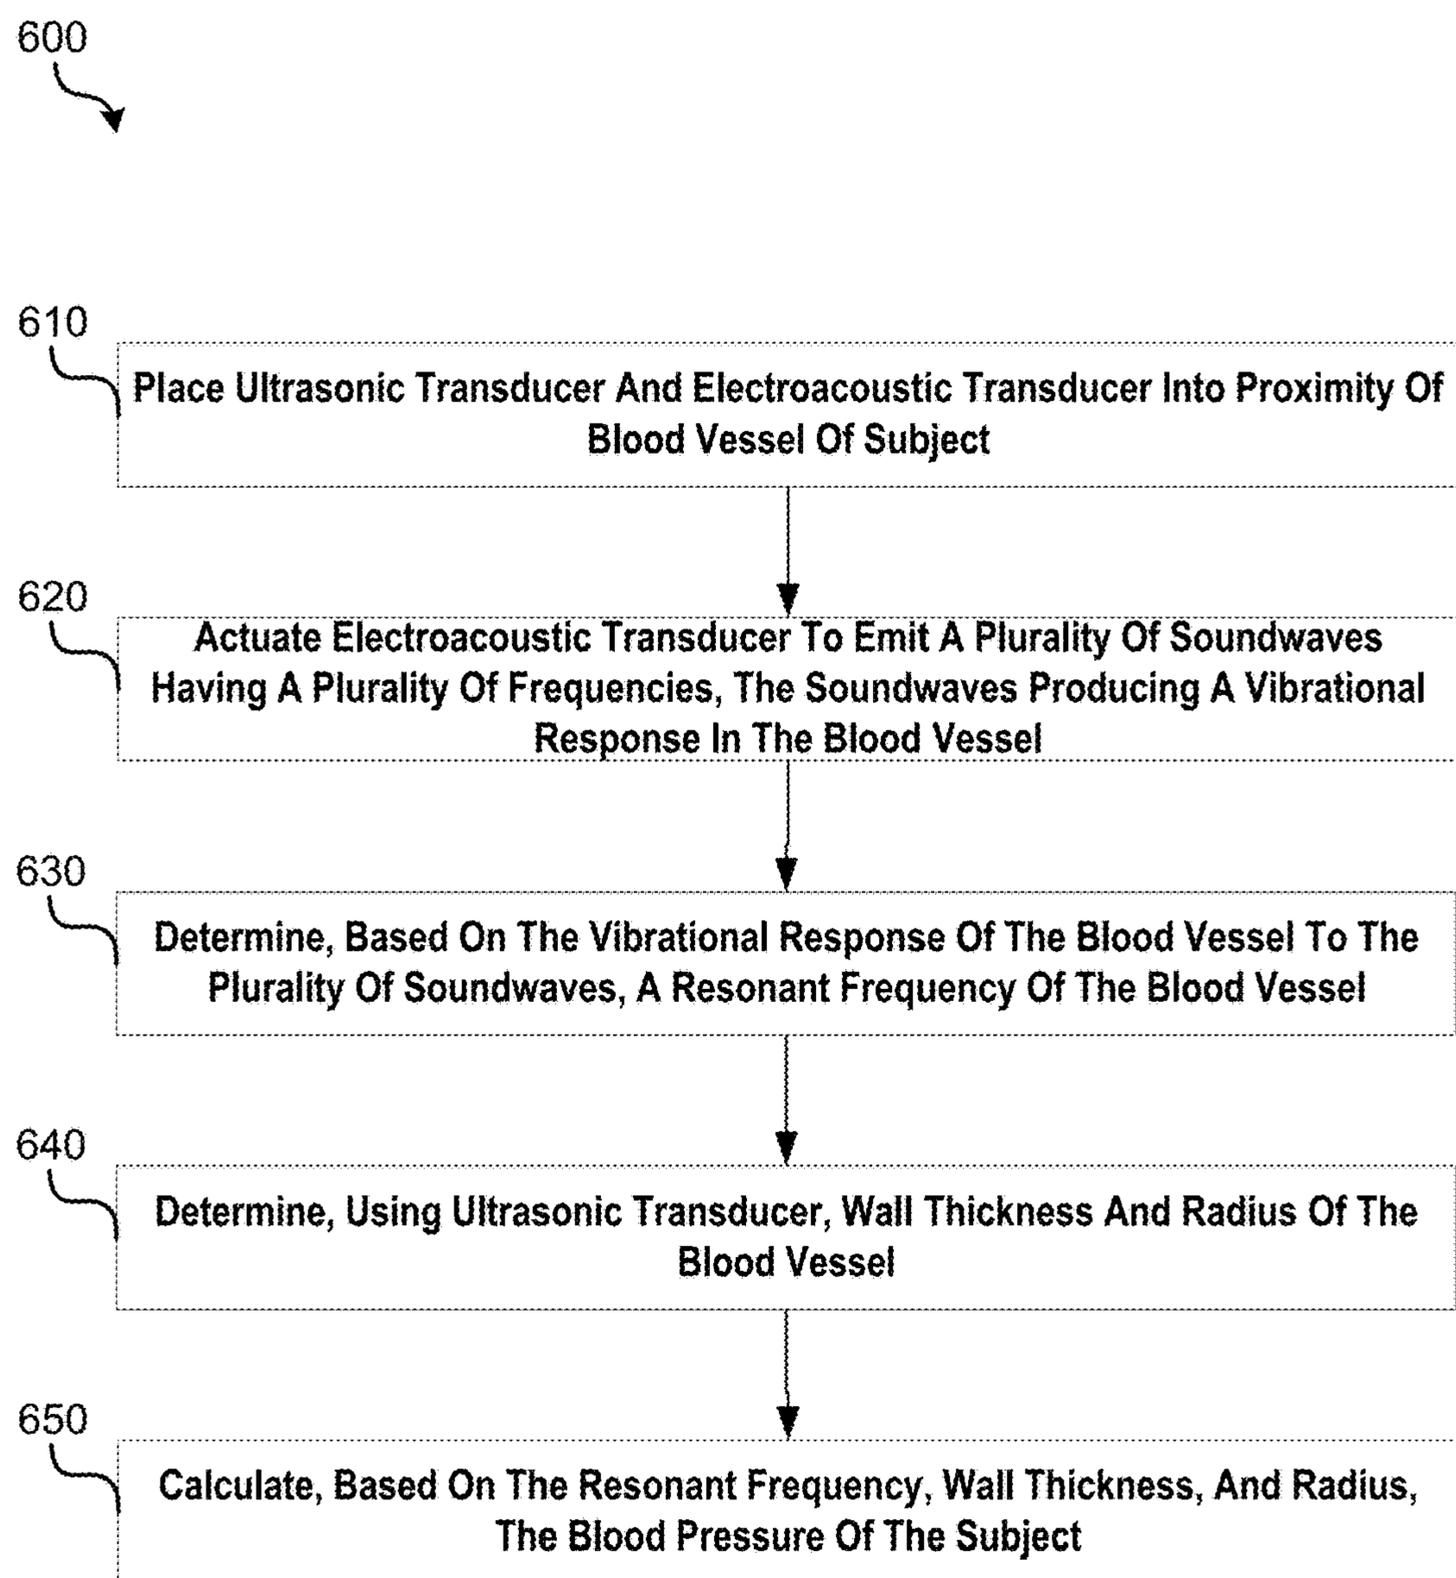 600
610
Place Ultrasonic Transducer And Electroacoustic Transducer Into Proximity Of
Blood Vessel Of Subject
620
Actuate Electroacoustic Transducer To Emit A Plurality Of Soundwaves
Having A Plurality Of Frequencies, The Soundwaves Producing A Vibrational
Response In The Blood Vessel
630
Determine, Based On The Vibrational Response Of The Blood Vessel To The
Plurality Of Soundwaves, A Resonant Frequency Of The Blood Vessel
640
Determine, Using Ultrasonic Transducer, Wall Thickness And Radius Of The
Blood Vessel
650
Calculate, Based On The Resonant Frequency, Wall Thickness, And Radius,
The Blood Pressure Of The Subject